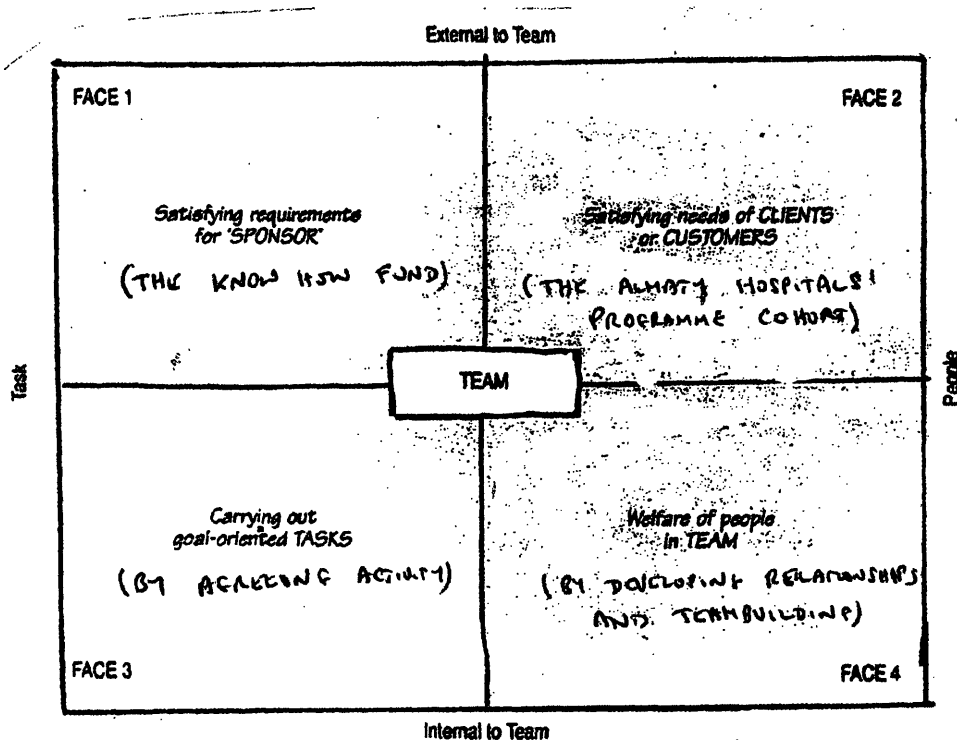 External to Team
FACE 1
FACE 2
Satisfying requirements
for 'SPONSOR'
(THE KNOW HOW FUND)
Satisfying needs of CLIENTS
or CUSTOMERS
(THE ALMATY HOSPITALS'
PROGRAMME COHORT)
Task
TEAM
People
Carrying out
goal-oriented TASKS
(BY AGREEING ACTIVITY)
Welfare of people
in TEAM
(BY DEVELOPING RELATIONSHIPS
AND TEAMBUILDING)
FACE 3
FACE 4
Internal to Team